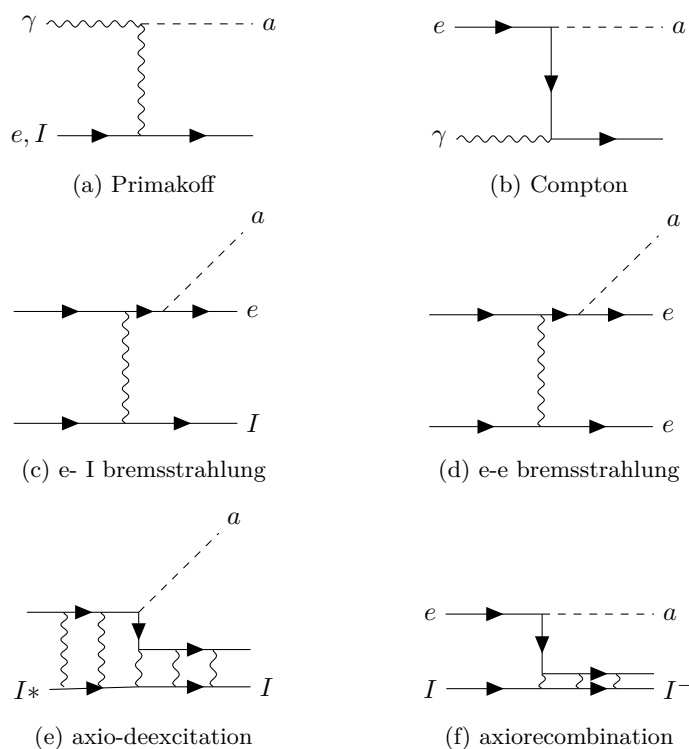 γ a
e, I
(a) Primakoff
e a
γ
(b) Compton
a
e
I
(c) e- I bremsstrahlung
a
e
e
(d) e-e bremsstrahlung
a
I* I
(e) axio-deexcitation
e a
I I⁻
(f) axiorecombination